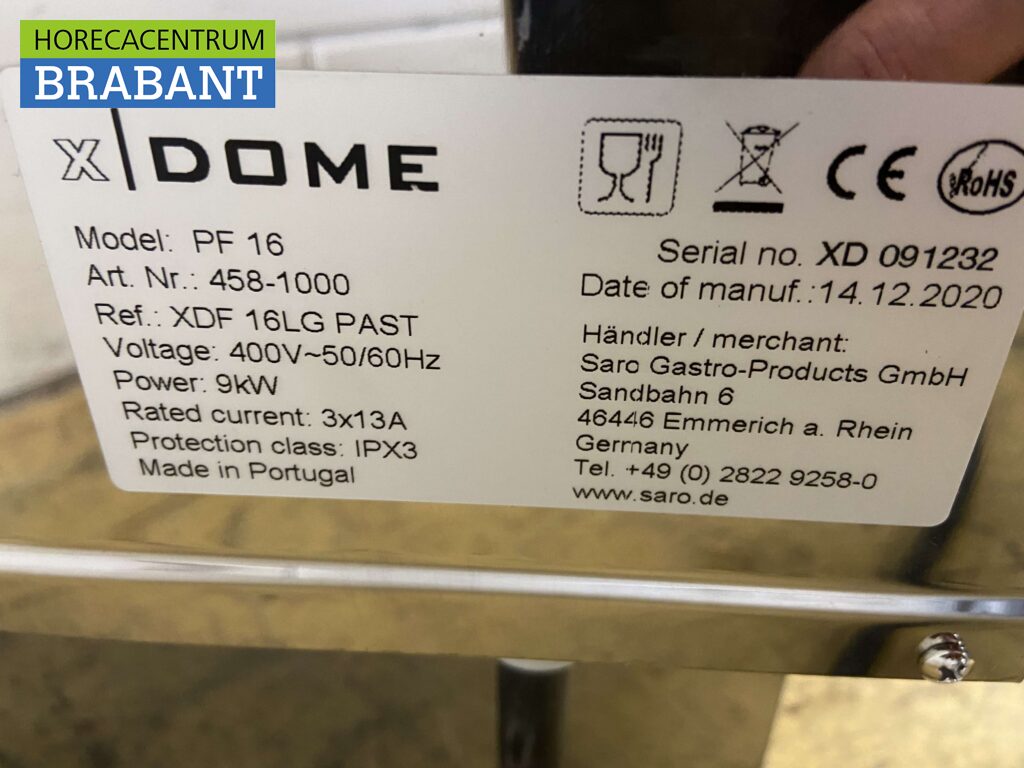 HORECACENTRUM
BRABANT
X DOME
Model: PF 16
Art. Nr.: 458-1000
Ref.: XDF 16LG PAST
Voltage: 400V~50/60Hz
Power: 9kW
Rated current: 3x13A
Protection class: IPX3
Made in Portugal
CE
RoHS
Serial no. XD 091232
Date of manuf.:14.12.2020
Händler / merchant:
Saro Gastro-Products GmbH
Sandbahn 6
46446 Emmerich a. Rhein
Germany
Tel. +49 (0) 2822 9258-0
www.saro.de